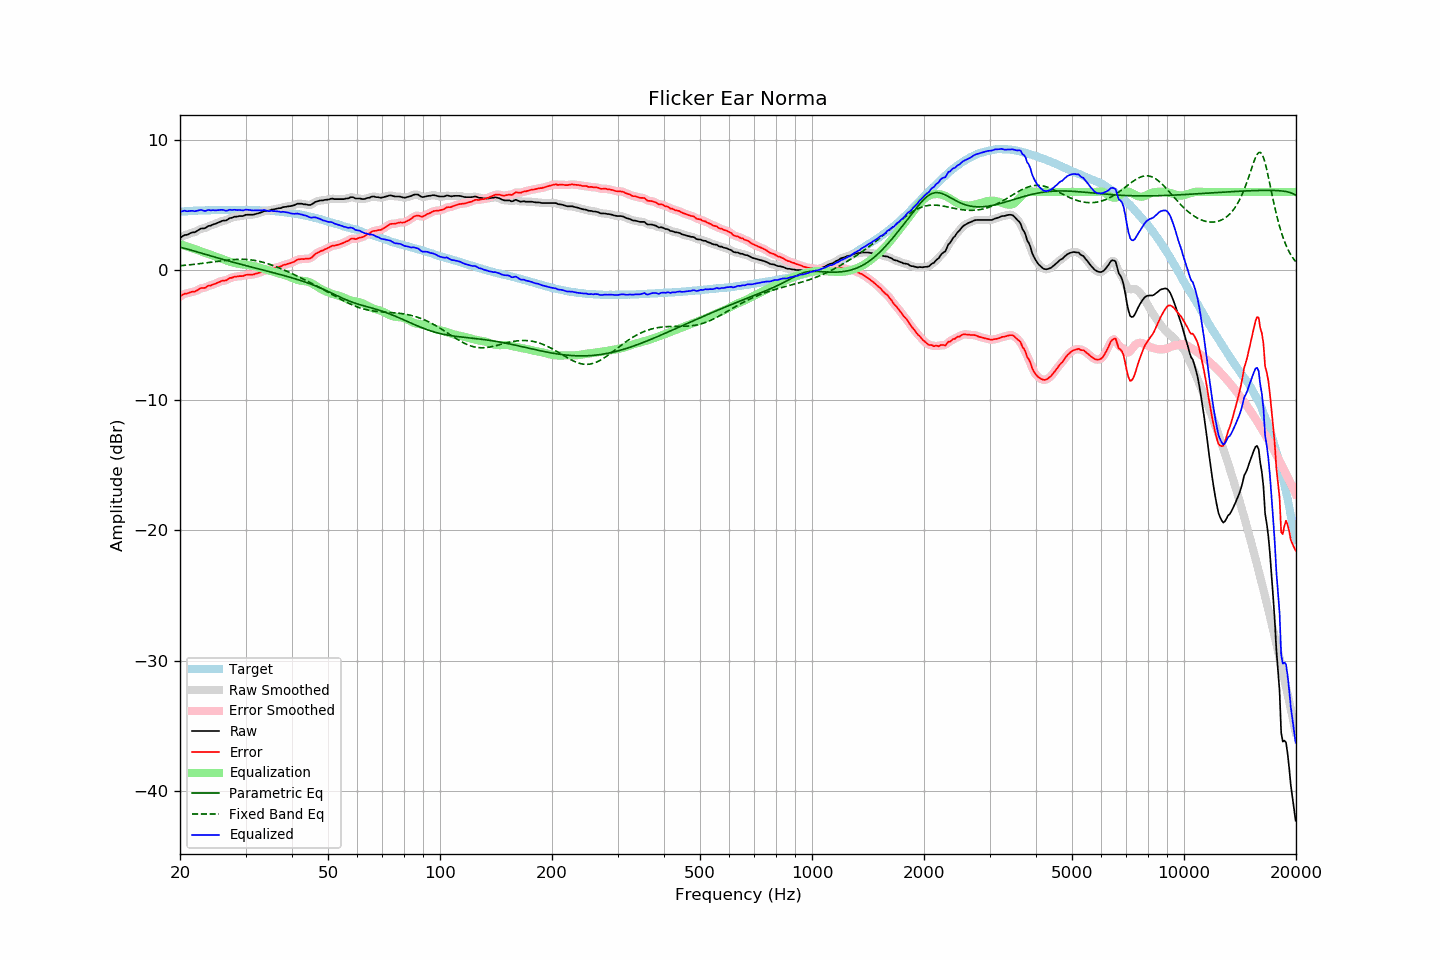 Flicker Ear Norma
10
0
−10
−20
−30
−40
Amplitude (dBr)
Target
Raw Smoothed
Error Smoothed
Raw
Error
Equalization
Parametric Eq
Fixed Band Eq
Equalized
20 50 100 200 500 1000 2000 5000 10000 20000
Frequency (Hz)